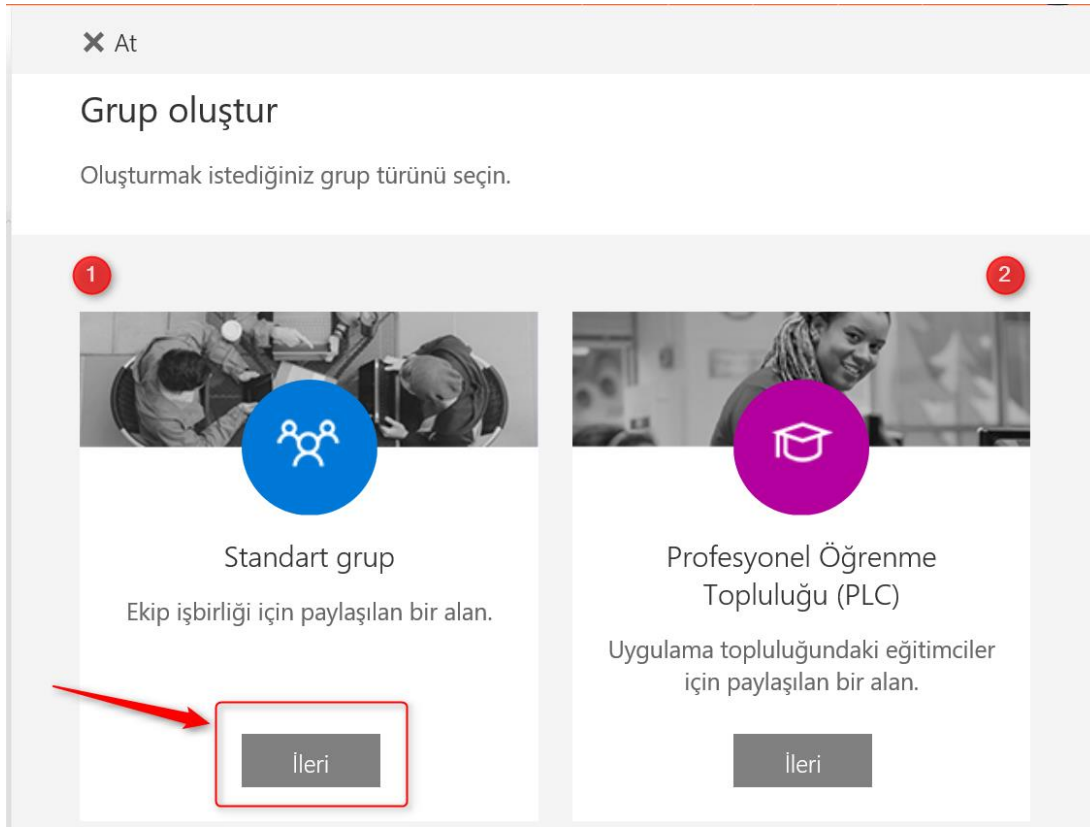 ✕ At
Grup oluştur
Oluşturmak istediğiniz grup türünü seçin.
1
2
Standart grup
Ekip işbirliği için paylaşılan bir alan.
İleri
Profesyonel Öğrenme
Topluluğu (PLC)
Uygulama topluluğundaki eğitimciler
için paylaşılan bir alan.
İleri